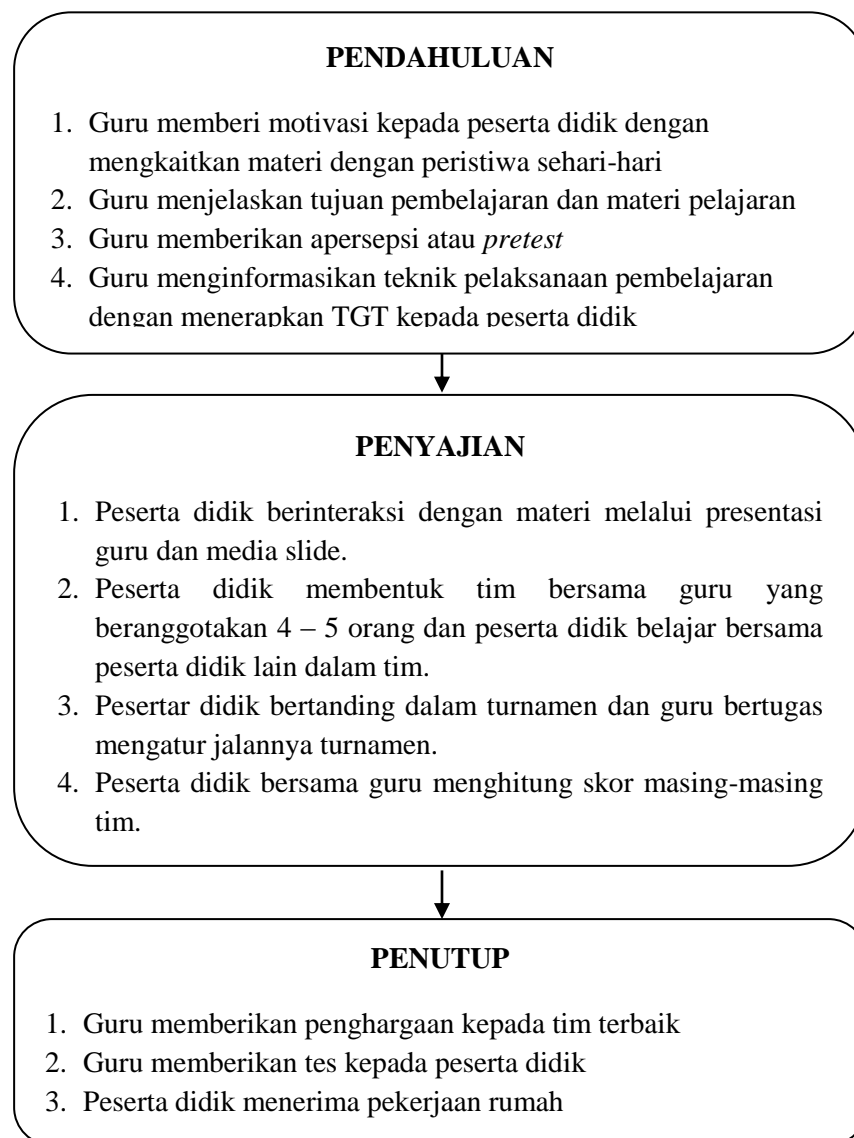 PENDAHULUAN
1. Guru memberi motivasi kepada peserta didik dengan
mengkaitkan materi dengan peristiwa sehari-hari
2. Guru menjelaskan tujuan pembelajaran dan materi pelajaran
3. Guru memberikan apersepsi atau pretest
4. Guru menginformasikan teknik pelaksanaan pembelajaran
dengan menerapkan TGT kepada peserta didik
PENYAJIAN
1. Peserta didik berinteraksi dengan materi melalui presentasi
guru dan media slide.
2. Peserta didik membentuk tim bersama guru yang
beranggotakan 4 – 5 orang dan peserta didik belajar bersama
peserta didik lain dalam tim.
3. Pesertar didik bertanding dalam turnamen dan guru bertugas
mengatur jalannya turnamen.
4. Peserta didik bersama guru menghitung skor masing-masing
tim.
PENUTUP
1. Guru memberikan penghargaan kepada tim terbaik
2. Guru memberikan tes kepada peserta didik
3. Peserta didik menerima pekerjaan rumah